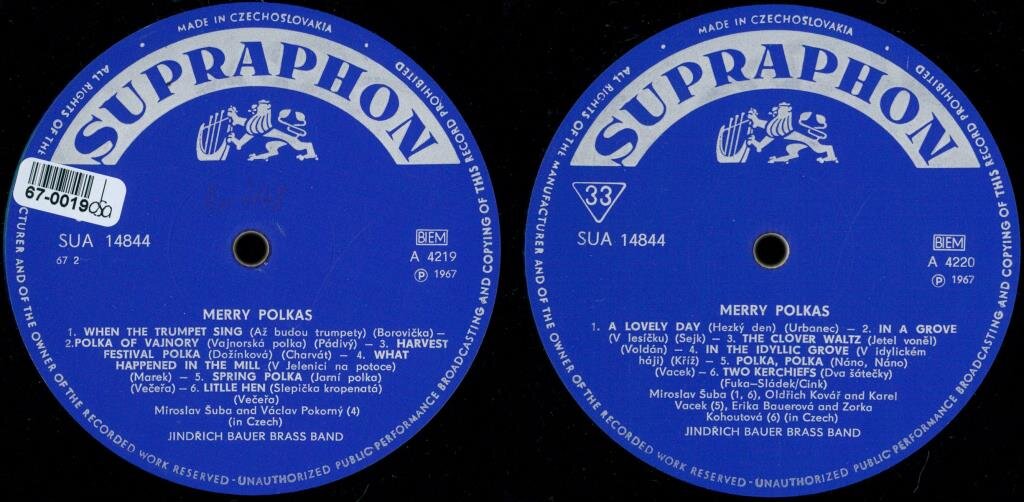 MADE IN CZECHOSLOVAKIA
SUPRAPHON
ALL RIGHTS OF THE
CTURER AND OF THE OWNER OF THE RECORDED WORK RESERVED - UNAUTHORIZED PUBLIC PERFORMANCE BROADCASTING AND COPYING OF THIS RECORD PROHIBITED
67-0019
SUA 14844
67 2
BIEM
A 4219
Ⓟ 1967
MERRY POLKAS
1. WHEN THE TRUMPET SING (Až budou trumpety) (Borovička) –
2.POLKA OF VAJNORY (Vajnorská polka) (Pádivý) – 3. HARVEST
FESTIVAL POLKA (Dožínková) (Charvát) – 4. WHAT
HAPPENED IN THE MILL (V Jelenici na potoce)
(Marek) – 5. SPRING POLKA (Jarní polka)
(Večeřa) – 6. LITLLE HEN (Slepička kropenatá)
(Večeřa)
Miroslav Šuba and Václav Pokorný (4)
(in Czech)
JINDŘICH BAUER BRASS BAND
MADE IN CZECHOSLOVAKIA
SUPRAPHON
ALL RIGHTS OF THE MANUFACTURER AND OF THE OWNER OF THE RECORDED WORK RESERVED - UNAUTHORIZED PUBLIC PERFORMANCE BROADCASTING AND COPYING OF THIS RECORD PROHIBITED
33
SUA 14844
BIEM
A 4220
Ⓟ 1967
MERRY POLKAS
1. A LOVELY DAY (Hezký den) (Urbanec) – 2. IN A GROVE
(V lesíčku) (Sejk) – 3. THE CLOVER WALTZ (Jetel voněl)
(Voldán) – 4. IN THE IDYLLIC GROVE (V idylickém
háji) (Kříž) – 5. POLKA, POLKA (Náno, Náno)
(Vacek) – 6. TWO KERCHIEFS (Dva šátečky)
(Fuka-Sládek/Cink)
Miroslav Šuba (1, 6), Oldřich Kovář and Karel
Vacek (5), Erika Bauerová and Zorka
Kohoutová (6) (in Czech)
JINDŘICH BAUER BRASS BAND